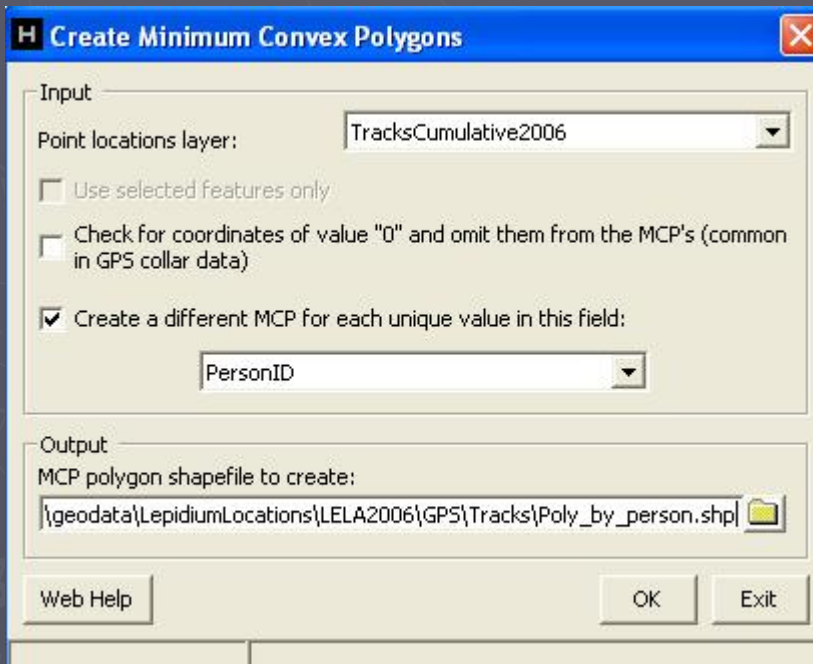 H Create Minimum Convex Polygons
Input
Point locations layer: TracksCumulative2006
Use selected features only
Check for coordinates of value "0" and omit them from the MCP's (common
in GPS collar data)
Create a different MCP for each unique value in this field:
PersonID
Output
MCP polygon shapefile to create:
\geodata\LepidiumLocations\LELA2006\GPS\Tracks\Poly_by_person.shp
Web Help OK Exit